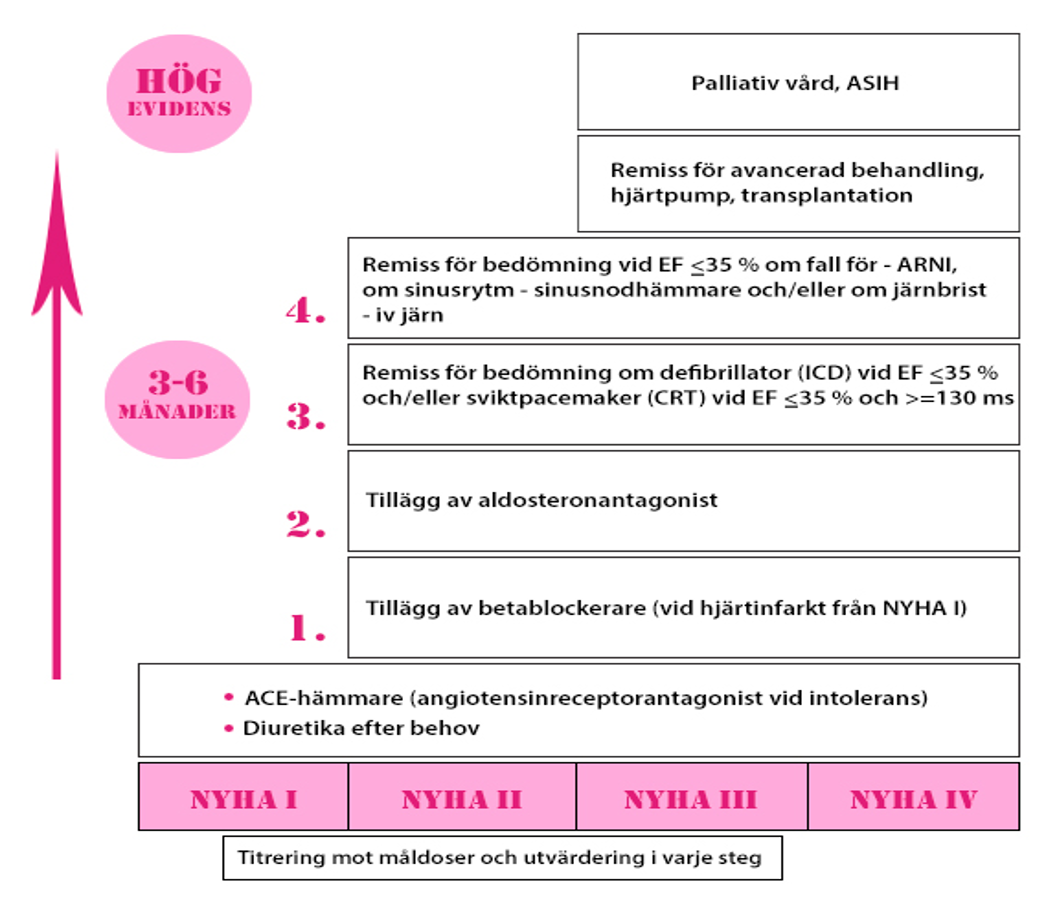 HÖG
EVIDENS
Palliativ vård, ASIH
Remiss för avancerad behandling,
hjärtpump, transplantation
4.
Remiss för bedömning vid EF ≤35 % om fall för - ARNI,
om sinusrytm - sinusnodhämmare och/eller om järnbrist
- iv järn
3-6
MÅNADER
3.
Remiss för bedömning om defibrillator (ICD) vid EF ≤35 %
och/eller sviktpacemaker (CRT) vid EF ≤35 % och >=130 ms
2.
Tillägg av aldosteronantagonist
1.
Tillägg av betablockerare (vid hjärtinfarkt från NYHA I)
• ACE-hämmare (angiotensinreceptorantagonist vid intolerans)
• Diuretika efter behov
NYHA I
NYHA II
NYHA III
NYHA IV
Titrering mot måldoser och utvärdering i varje steg